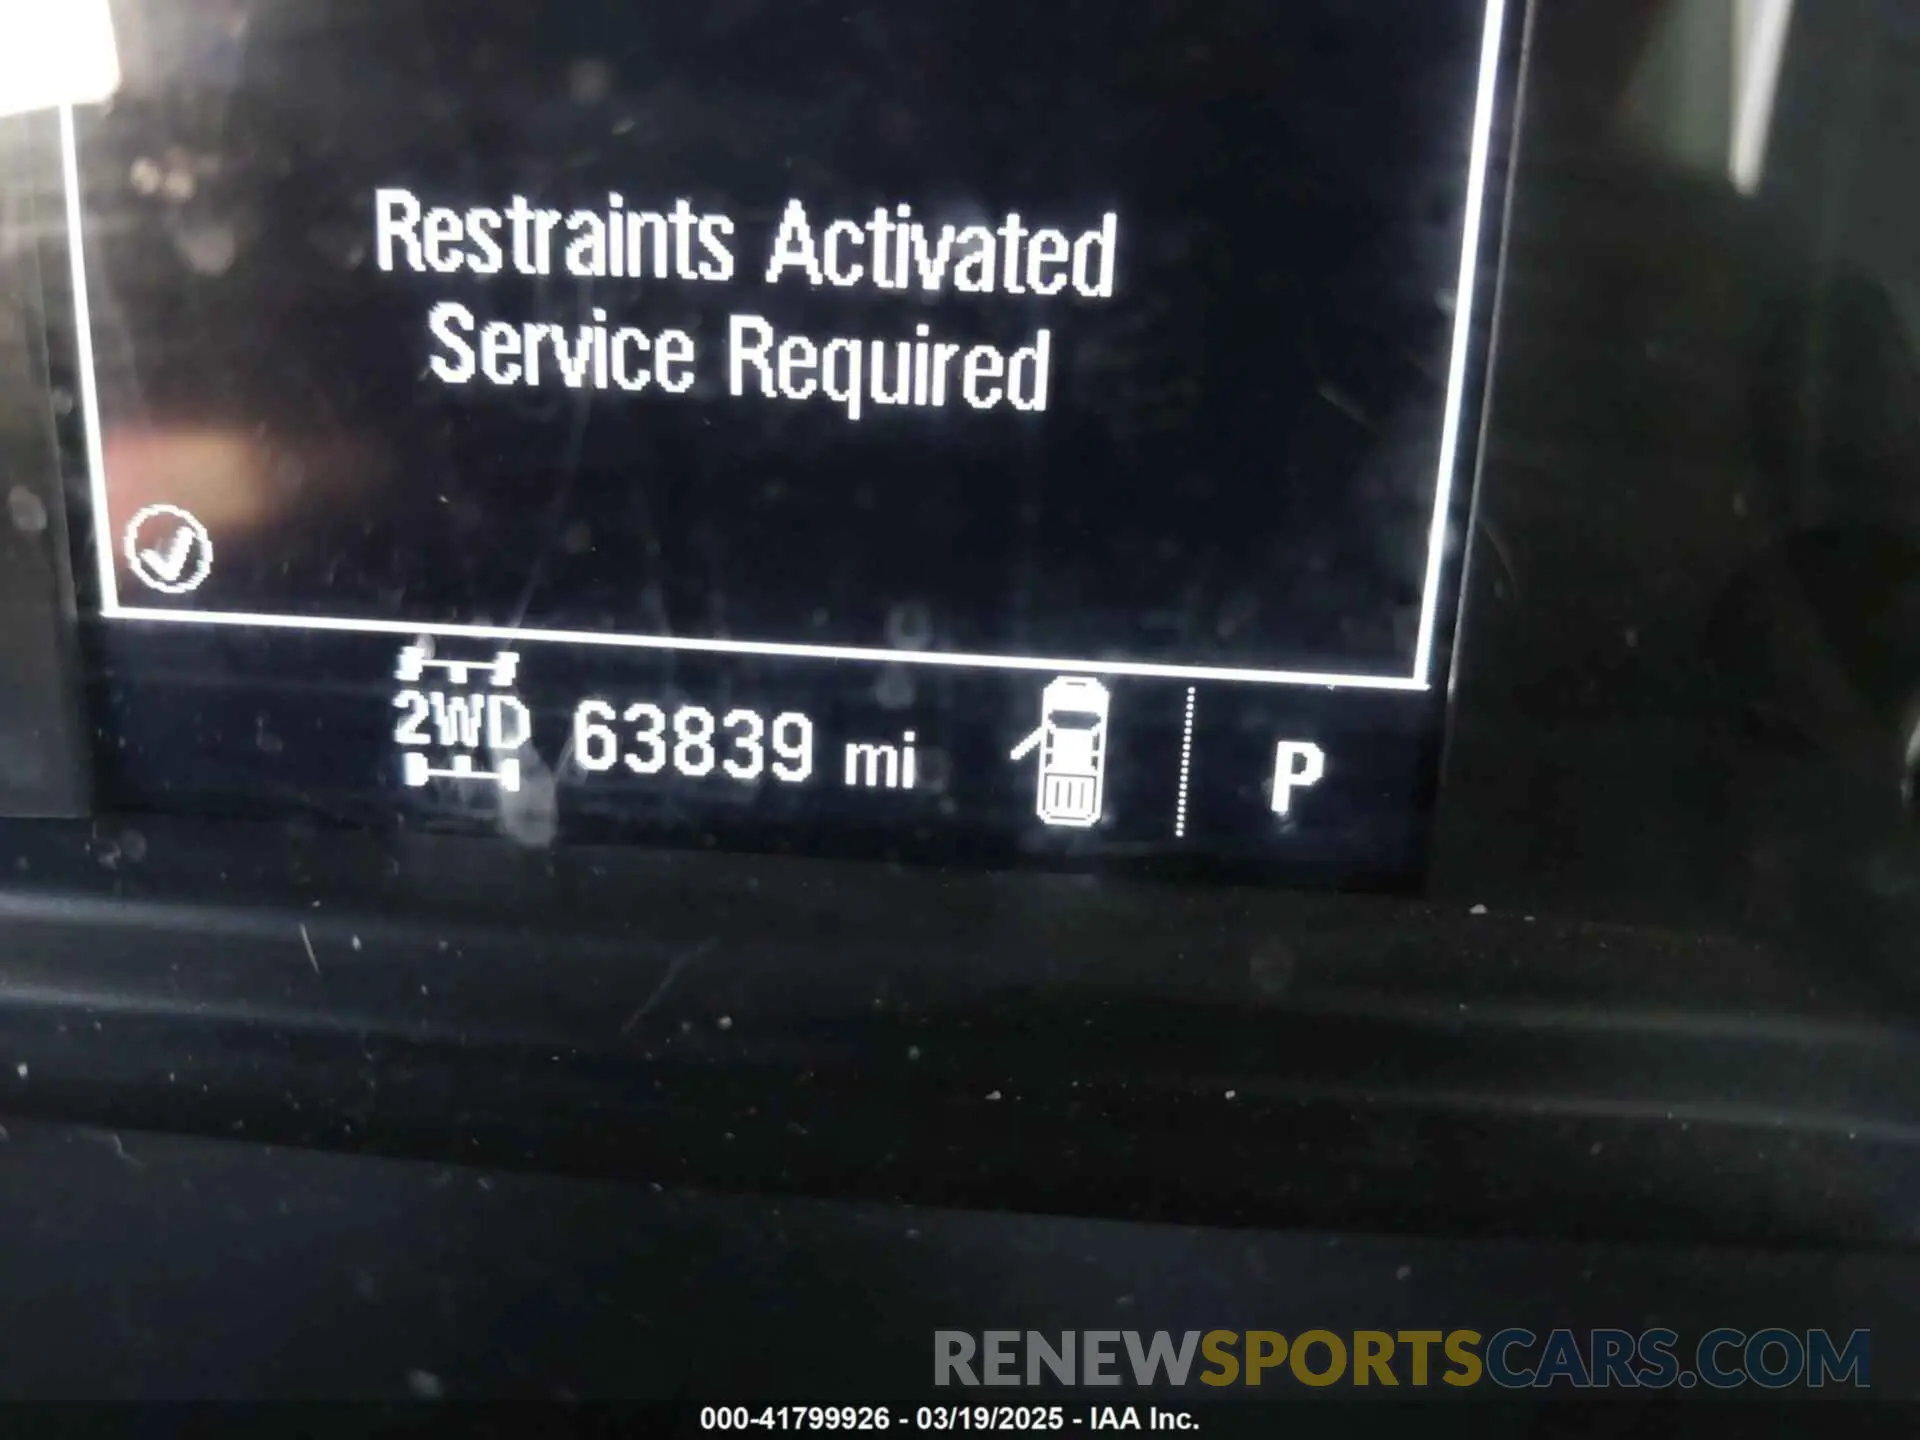 Restraints Activated
Service Required
2WD 63839 mi P
RENEWSPORTSCARS.COM
000-41799926 - 03/19/2025 - IAA Inc.